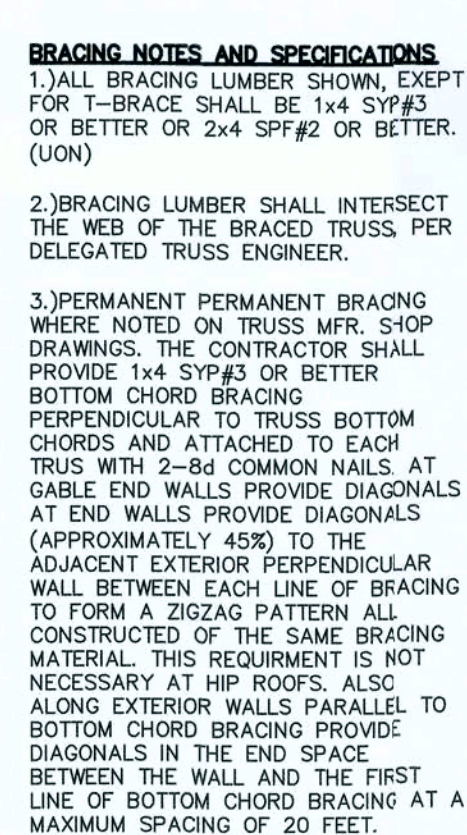 BRACING NOTES AND SPECIFICATIONS
1.)ALL BRACING LUMBER SHOWN, EXEPT
FOR T-BRACE SHALL BE 1x4 SYP#3
OR BETTER OR 2x4 SPF#2 OR BETTER.
(UON)
2.)BRACING LUMBER SHALL INTERSECT
THE WEB OF THE BRACED TRUSS, PER
DELEGATED TRUSS ENGINEER.
3.)PERMANENT PERMANENT BRACING
WHERE NOTED ON TRUSS MFR. SHOP
DRAWINGS. THE CONTRACTOR SHALL
PROVIDE 1x4 SYP#3 OR BETTER
BOTTOM CHORD BRACING
PERPENDICULAR TO TRUSS BOTTOM
CHORDS AND ATTACHED TO EACH
TRUS WITH 2-8d COMMON NAILS. AT
GABLE END WALLS PROVIDE DIAGONALS
AT END WALLS PROVIDE DIAGONALS
(APPROXIMATELY 45%) TO THE
ADJACENT EXTERIOR PERPENDICULAR
WALL BETWEEN EACH LINE OF BRACING
TO FORM A ZIGZAG PATTERN ALL
CONSTRUCTED OF THE SAME BRACING
MATERIAL. THIS REQUIRMENT IS NOT
NECESSARY AT HIP ROOFS. ALSO
ALONG EXTERIOR WALLS PARALLEL TO
BOTTOM CHORD BRACING PROVIDE
DIAGONALS IN THE END SPACE
BETWEEN THE WALL AND THE FIRST
LINE OF BOTTOM CHORD BRACING AT A
MAXIMUM SPACING OF 20 FEET.